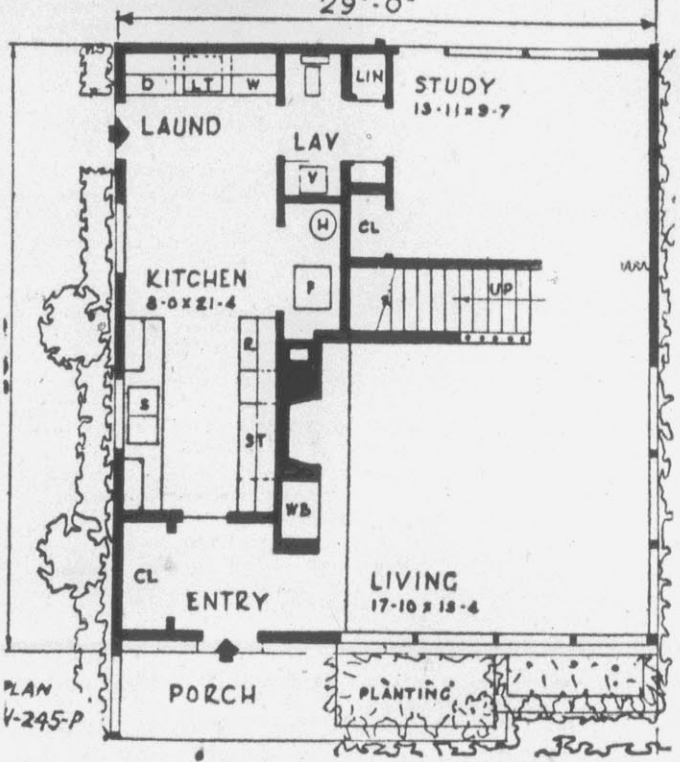 29'-0"
D
LT
W
LIN
STUDY
13-11 x 9-7
LAUND
LAV
V
H
CL
KITCHEN
8-0 x 21-4
F
UP
R
S
ST
WB
CL
ENTRY
LIVING
17-10 x 18-4
PLAN
V-245-P
PORCH
PLANTING